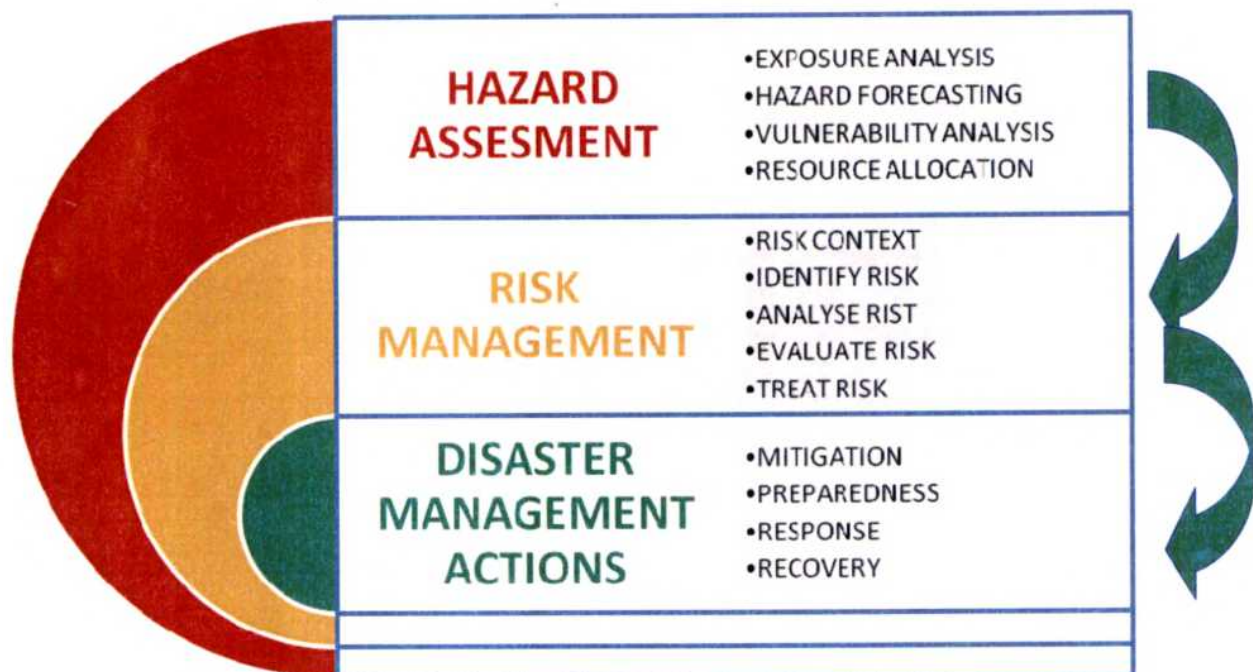 HAZARD
ASSESMENT
•EXPOSURE ANALYSIS
•HAZARD FORECASTING
•VULNERABILITY ANALYSIS
•RESOURCE ALLOCATION
RISK
MANAGEMENT
•RISK CONTEXT
•IDENTIFY RISK
•ANALYSE RIST
•EVALUATE RISK
•TREAT RISK
DISASTER
MANAGEMENT
ACTIONS
•MITIGATION
•PREPAREDNESS
•RESPONSE
•RECOVERY